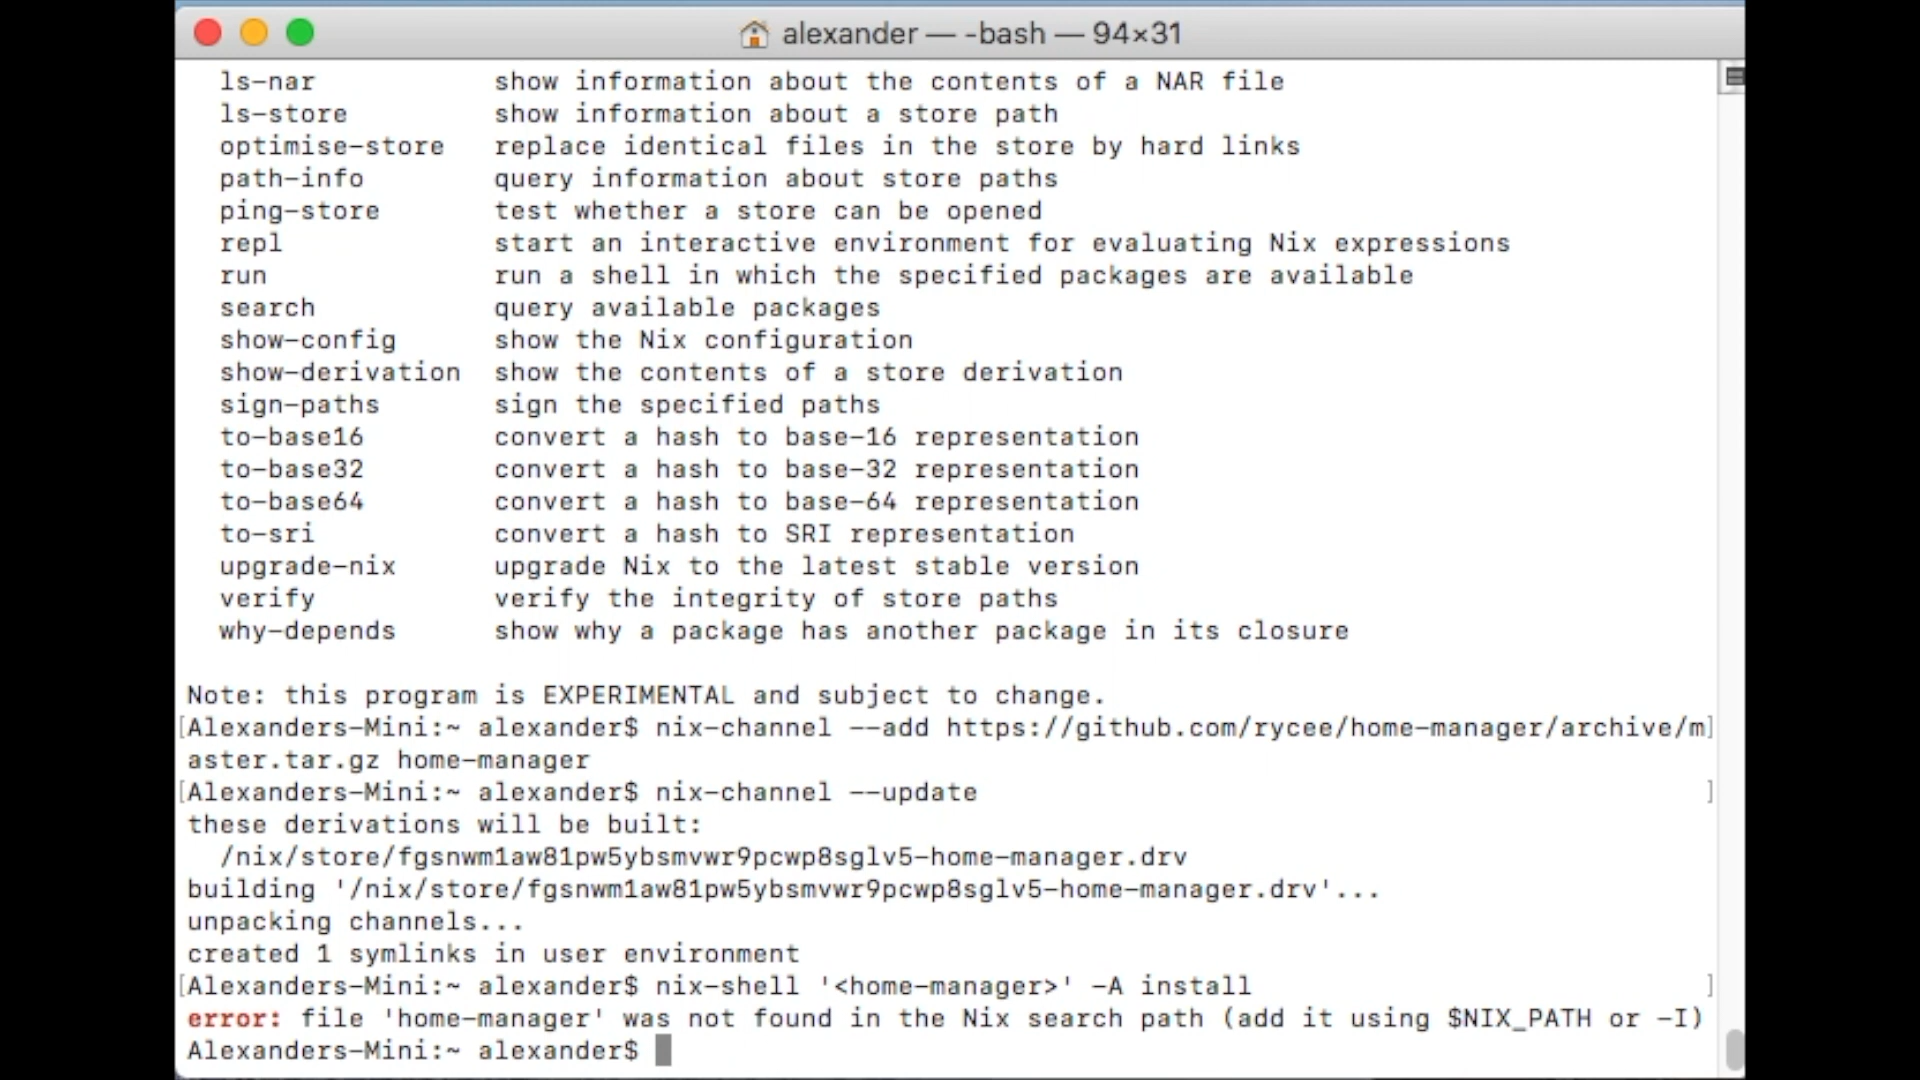 alexander — -bash — 94×31
ls-nar show information about the contents of a NAR file
ls-store show information about a store path
optimise-store replace identical files in the store by hard links
path-info query information about store paths
ping-store test whether a store can be opened
repl start an interactive environment for evaluating Nix expressions
run run a shell in which the specified packages are available
search query available packages
show-config show the Nix configuration
show-derivation show the contents of a store derivation
sign-paths sign the specified paths
to-base16 convert a hash to base-16 representation
to-base32 convert a hash to base-32 representation
to-base64 convert a hash to base-64 representation
to-sri convert a hash to SRI representation
upgrade-nix upgrade Nix to the latest stable version
verify verify the integrity of store paths
why-depends show why a package has another package in its closure
Note: this program is EXPERIMENTAL and subject to change.
[Alexanders-Mini:~ alexander$ nix-channel --add https://github.com/rycee/home-manager/archive/m]
aster.tar.gz home-manager
[Alexanders-Mini:~ alexander$ nix-channel --update ]
these derivations will be built:
/nix/store/fgsnwm1aw81pw5ybsmvwr9pcwp8sglv5-home-manager.drv
building '/nix/store/fgsnwm1aw81pw5ybsmvwr9pcwp8sglv5-home-manager.drv'...
unpacking channels...
created 1 symlinks in user environment
[Alexanders-Mini:~ alexander$ nix-shell '<home-manager>' -A install ]
error: file 'home-manager' was not found in the Nix search path (add it using $NIX_PATH or -I)
Alexanders-Mini:~ alexander$